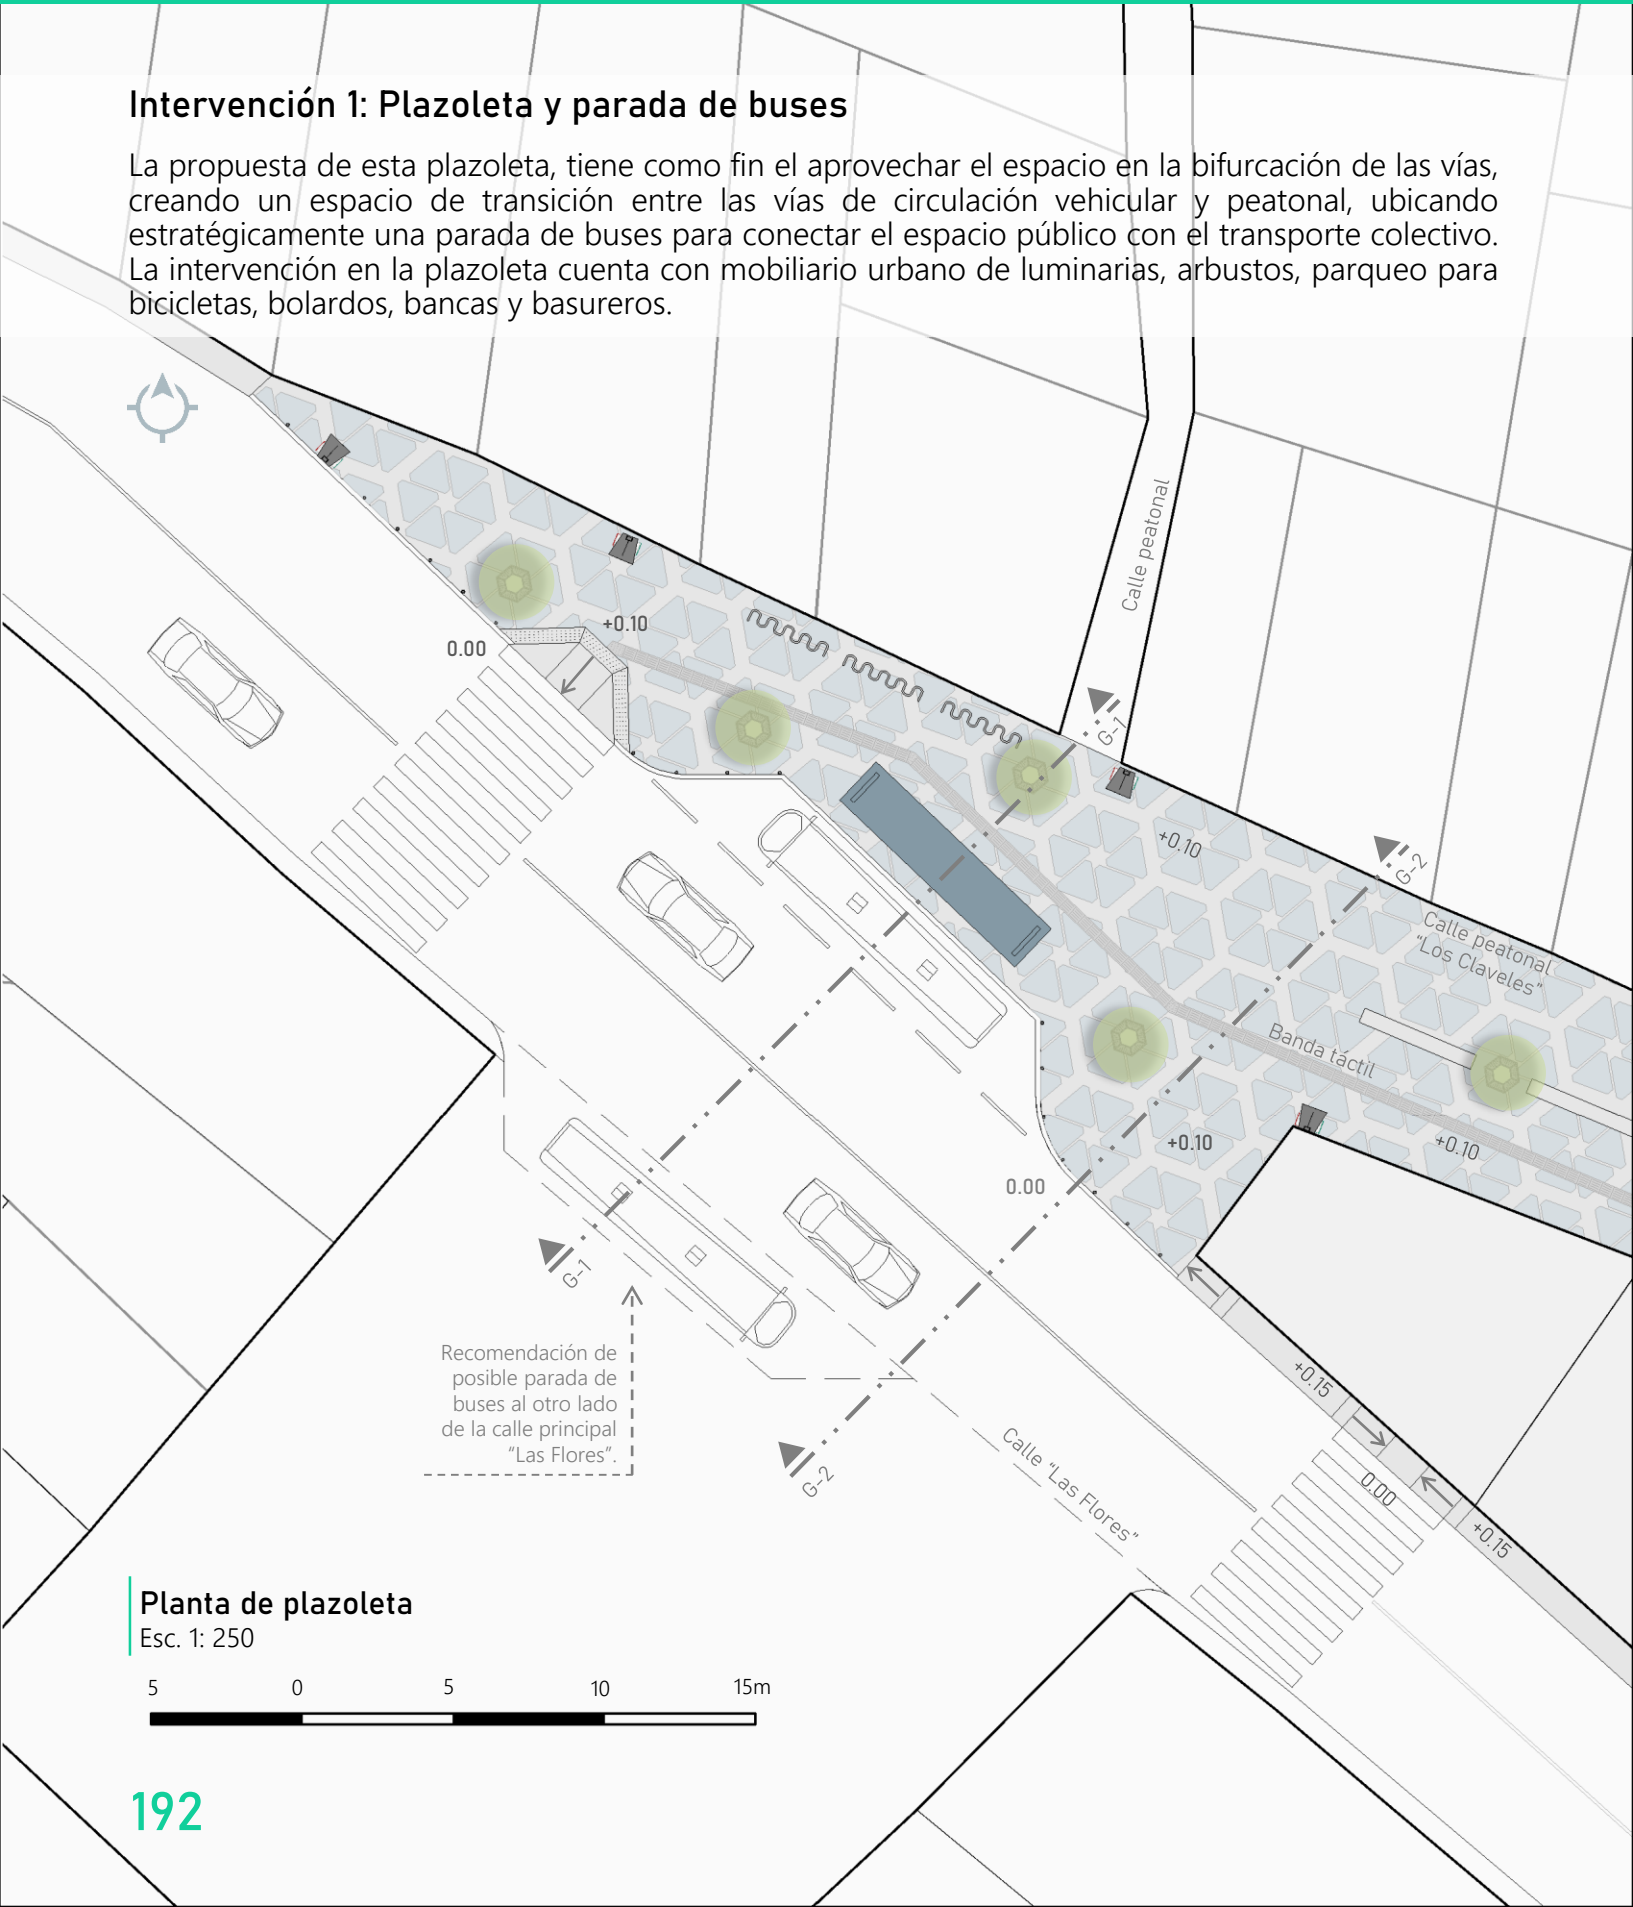 Intervención 1: Plazoleta y parada de buses
La propuesta de esta plazoleta, tiene como fin el aprovechar el espacio en la bifurcación de las vías,
creando un espacio de transición entre las vías de circulación vehicular y peatonal, ubicando
estratégicamente una parada de buses para conectar el espacio público con el transporte colectivo.
La intervención en la plazoleta cuenta con mobiliario urbano de luminarias, arbustos, parqueo para
bicicletas, bolardos, bancas y basureros.
Calle peatonal
+0.10
0.00
G-1
+0.10
G-2
Calle peatonal
"Los Claveles"
Banda táctil
+0.10
+0.10
0.00
G-1
Recomendación de
posible parada de
buses al otro lado
de la calle principal
"Las Flores".
G-2
Calle "Las Flores"
+0.15
0.00
+0.15
Planta de plazoleta
Esc. 1: 250
5 0 5 10 15m
192